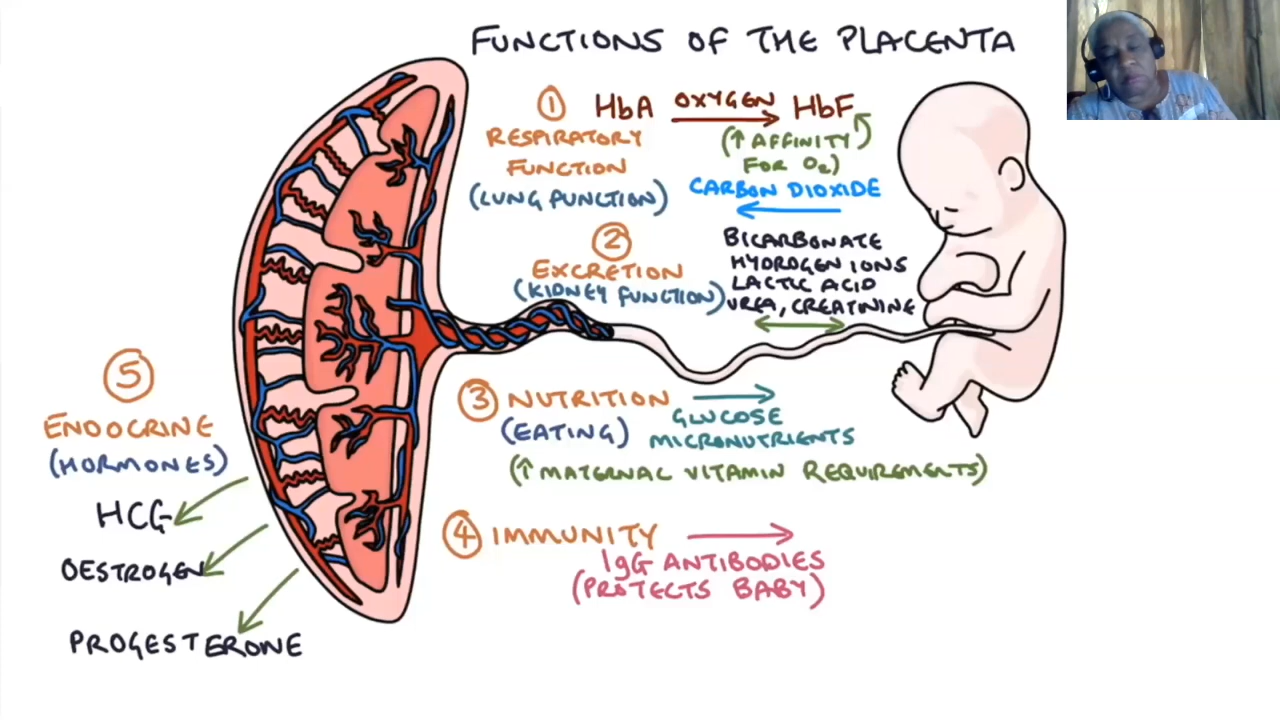 FUNCTIONS OF THE PLACENTA
① HbA OXYGEN HbF
RESPIRATORY
FUNCTION
(LUNG FUNCTION)
(↑ AFFINITY
FOR O₂)
CARBON DIOXIDE
②
EXCRETION
(KIDNEY FUNCTION)
BICARBONATE
HYDROGEN IONS
LACTIC ACID
UREA, CREATININE
③ NUTRITION
(EATING)
GLUCOSE
MICRONUTRIENTS
(↑ MATERNAL VITAMIN REQUIREMENTS)
④ IMMUNITY
IgG ANTIBODIES
(PROTECTS BABY)
⑤
ENDOCRINE
(HORMONES)
HCG
OESTROGEN
PROGESTERONE